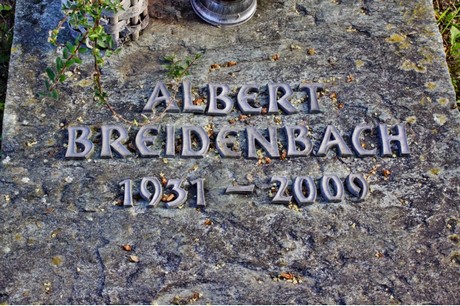 ALBERT
BREIDENBACH
1931 – 2009